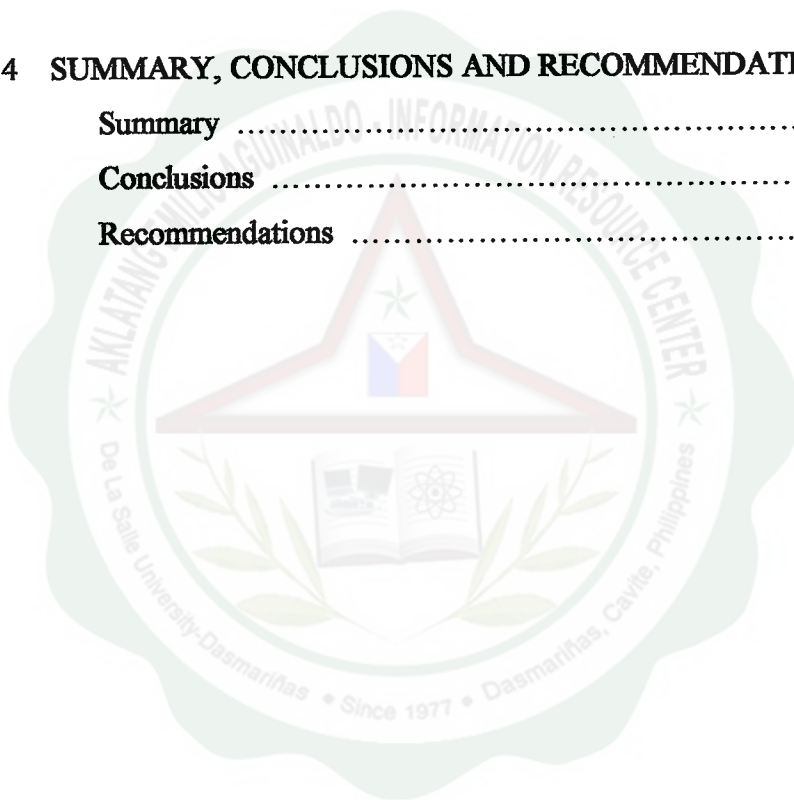 4 SUMMARY, CONCLUSIONS AND RECOMMENDATI
Summary ........................................................
Conclusions ....................................................
Recommendations ............................................
AKLATANG EMILIO AGUINALDO - INFORMATION RESOURCE CENTER
De La Salle University-Dasmariñas • Since 1977 • Dasmariñas, Cavite, Philippines